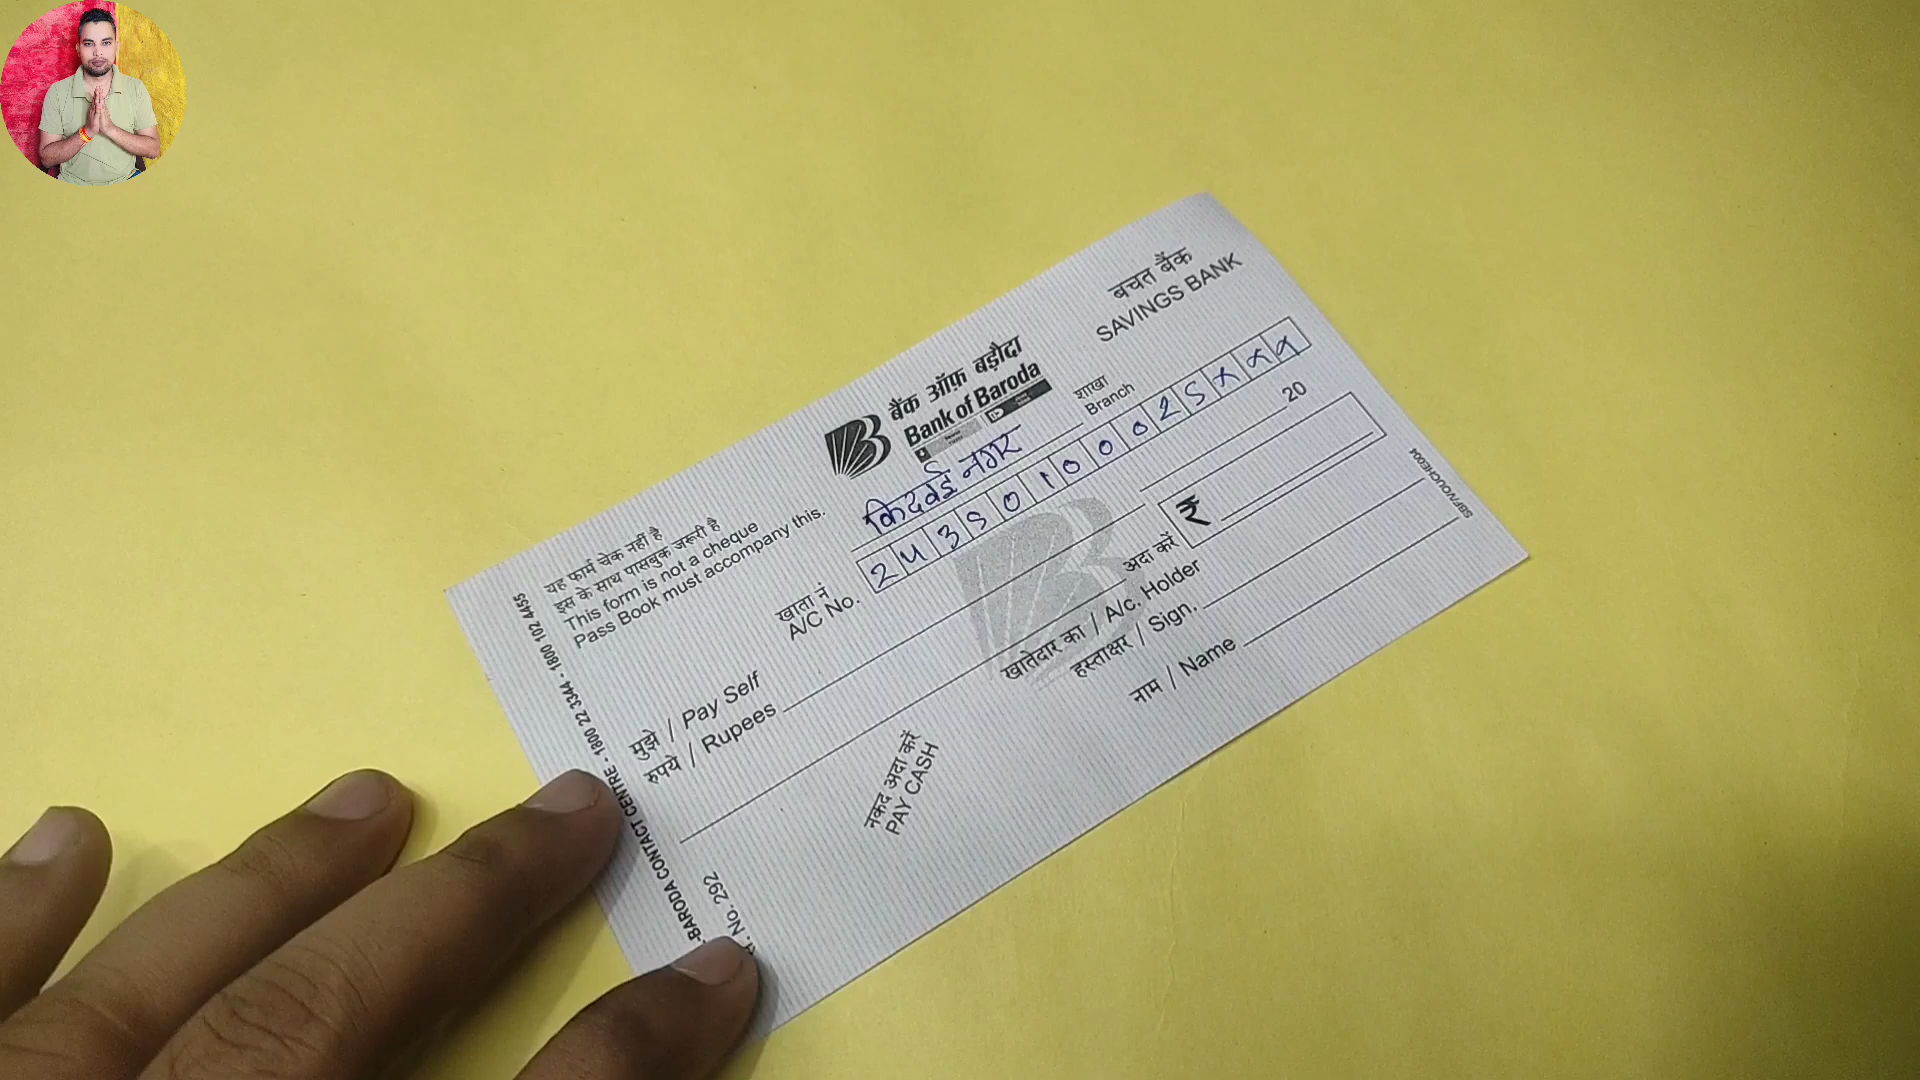 बैंक ऑफ़ बड़ौदा
Bank of Baroda
बचत बैंक
SAVINGS BANK
यह फार्म चेक नहीं है
इस के साथ पासबुक जरूरी है
This form is not a cheque
Pass Book must accompany this.
किदवई नगर
शाखा
Branch
खाता नं
A/C No. 2 4 3 5 0 1 0 0 0 2 5 x x x
20
मुझे / Pay Self
रुपये / Rupees
अदा करें
₹
खातेदार का / A/c. Holder
हस्ताक्षर / Sign.
नाम / Name
नकद अदा करें
PAY CASH
-BARODA CONTACT CENTRE - 1800 22 3344 - 1800 102 4455
No. 292
SBF/VOUCHE004